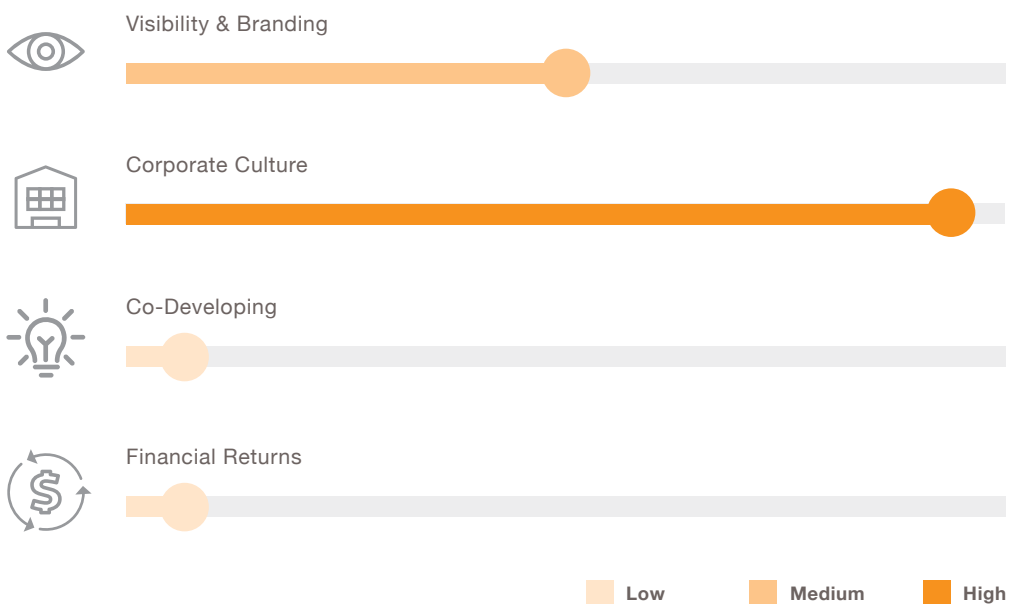 Visibility & Branding
Corporate Culture
Co-Developing
Financial Returns
Low Medium High